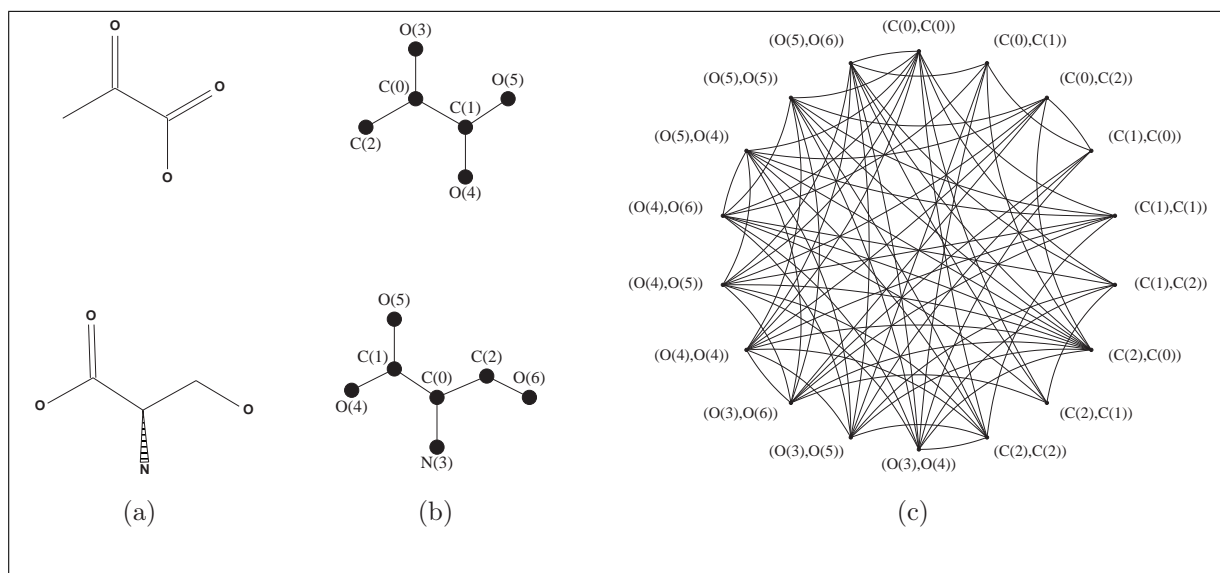 O
O
O
O
O
O
N
O(3)
O(5)
C(0)
C(1)
C(2)
O(4)
O(5)
C(1)
C(2)
C(0)
O(6)
O(4)
N(3)
(C(0),C(0))
(C(0),C(1))
(C(0),C(2))
(C(1),C(0))
(C(1),C(1))
(C(1),C(2))
(C(2),C(0))
(C(2),C(1))
(C(2),C(2))
(O(3),O(4))
(O(3),O(5))
(O(3),O(6))
(O(4),O(4))
(O(4),O(5))
(O(4),O(6))
(O(5),O(4))
(O(5),O(5))
(O(5),O(6))
(a)
(b)
(c)